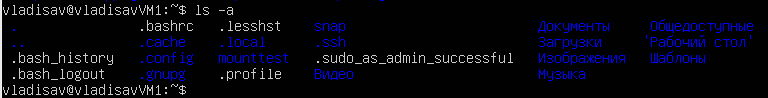 vladisav@vladisavVM1:~$ ls -a
. .bashrc .lesshst snap Документы Общедоступные
.. .cache .local .ssh Загрузки 'Рабочий стол'
.bash_history .config mounttest .sudo_as_admin_successful Изображения Шаблоны
.bash_logout .gnupg .profile Видео Музыка
vladisav@vladisavVM1:~$